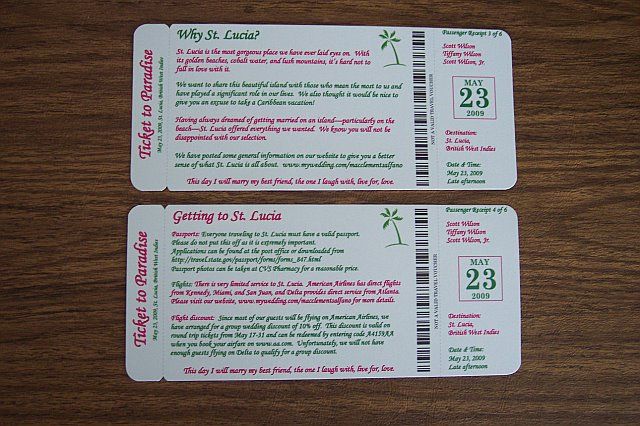 Ticket to Paradise
May 23, 2009, St. Lucia, British West Indies
Why St. Lucia?
St. Lucia is the most gorgeous place we have ever laid eyes on. With
its golden beaches, cobalt water, and lush mountains, it's hard not to
fall in love with it.
We want to share this beautiful island with those who mean the most to us and
have played a significant role in our lives. We also thought it would be nice to
give you an excuse to take a Caribbean vacation!
Having always dreamed of getting married on an island—particularly on the
beach—St. Lucia offered everything we wanted. We know you will not be
disappointed with our selection.
We have posted some general information on our website to give you a better
sense of what St. Lucia is all about. www.mywedding.com/macclementsalfano
This day I will marry my best friend, the one I laugh with, live for, love.
NOT A VALID TRAVEL VOUCHER
Passenger Receipt 3 of 6
Scott Wilson
Tiffany Wilson
Scott Wilson, Jr.
MAY
23
2009
Destination:
St. Lucia,
British West Indies
Date & Time:
May 23, 2009
Late afternoon
Ticket to Paradise
May 23, 2009, St. Lucia, British West Indies
Getting to St. Lucia
Passports: Everyone traveling to St. Lucia must have a valid passport.
Please do not put this off as it is extremely important.
Applications can be found at the post office or downloaded from
http://travel.state.gov/passport/forms/forms_847.html
Passport photos can be taken at CVS Pharmacy for a reasonable price.
Flights: There is very limited service to St. Lucia. American Airlines has direct flights
from Kennedy, Miami, and San Juan, and Delta provides direct service from Atlanta.
Please visit our website, www.mywedding.com/macclementsalfano for more details.
Flight discount: Since most of our guests will be flying on American Airlines, we
have arranged for a group wedding discount of 10% off. This discount is valid on
round trip tickets from May 17-31 and can be redeemed by entering code A4159AA
when you book your airfare on www.aa.com. Unfortunately, we will not have
enough guests flying on Delta to qualify for a group discount.
This day I will marry my best friend, the one I laugh with, live for, love.
NOT A VALID TRAVEL VOUCHER
Passenger Receipt 4 of 6
Scott Wilson
Tiffany Wilson
Scott Wilson, Jr.
MAY
23
2009
Destination:
St. Lucia,
British West Indies
Date & Time:
May 23, 2009
Late afternoon